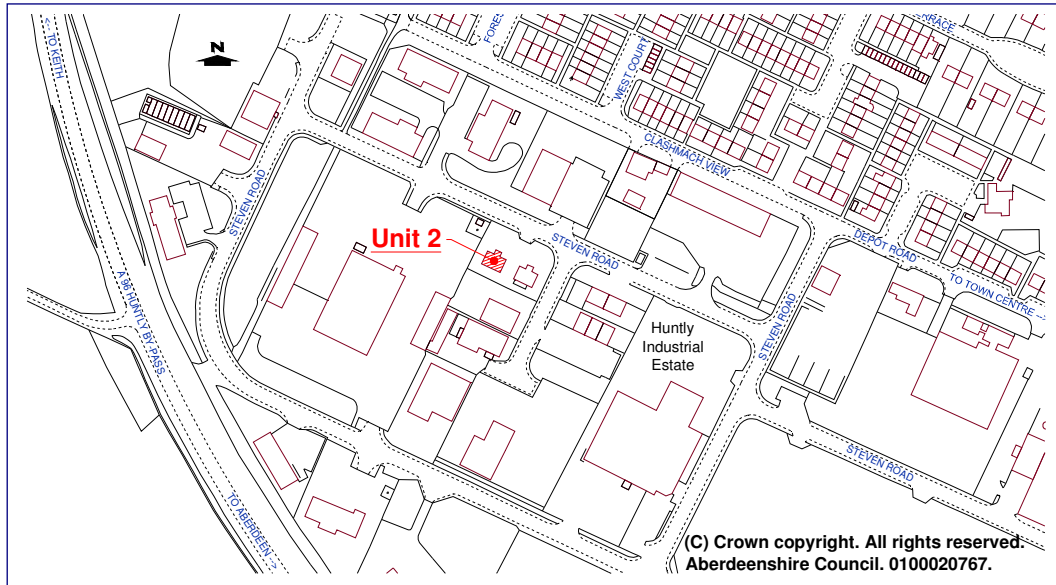 <- TO KEITH
N
FORES
WEST COURT
ERRACE
CLASHMACH VIEW
STEVEN ROAD
Unit 2
STEVEN ROAD
DEPOT ROAD
TO TOWN CENTRE ->
A 96 HUNTLY BY-PASS
Huntly
Industrial
Estate
STEVEN ROAD
STEVEN ROAD
TO ABERDEEN ->
(C) Crown copyright. All rights reserved.
Aberdeenshire Council. 0100020767.